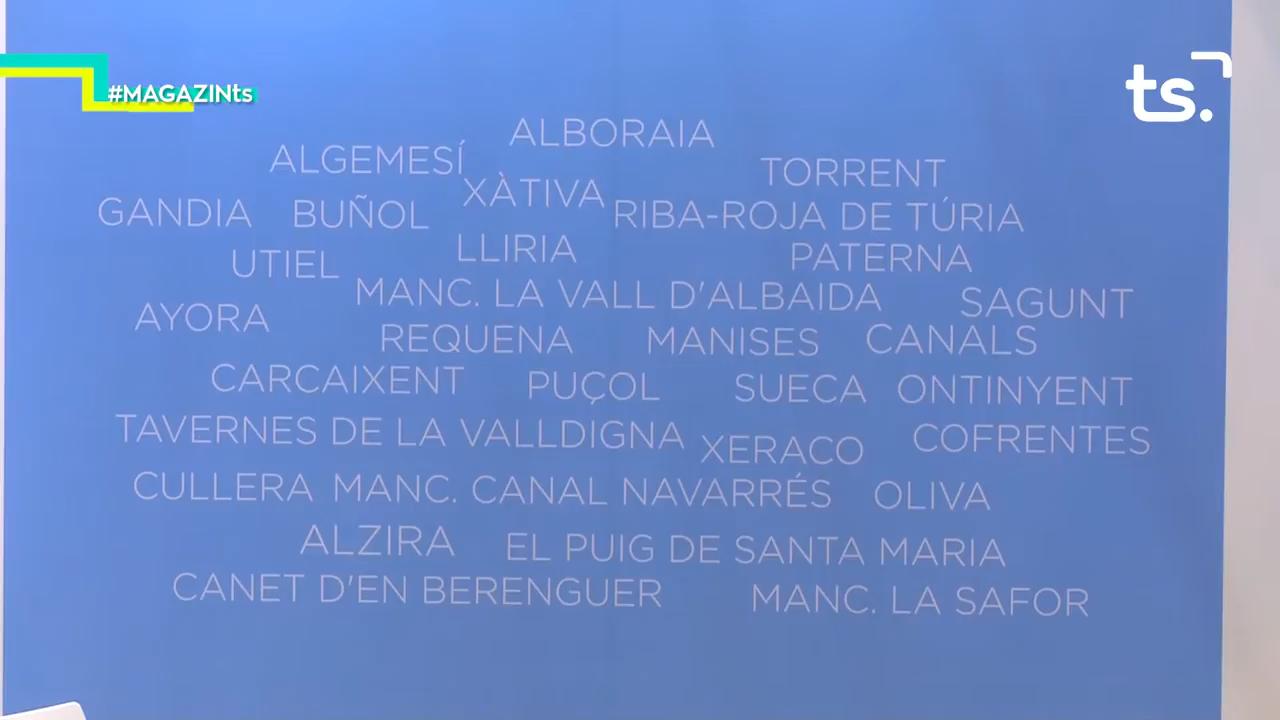 #MAGAZINts
ts.
ALBORAIA
ALGEMESÍ
TORRENT
XÀTIVA
GANDIA BUÑOL
RIBA-ROJA DE TÚRIA
LLIRIA
UTIEL
PATERNA
MANC. LA VALL D'ALBAIDA
SAGUNT
AYORA
REQUENA MANISES CANALS
CARCAIXENT PUÇOL SUECA ONTINYENT
TAVERNES DE LA VALLDIGNA XERACO COFRENTES
CULLERA MANC. CANAL NAVARRÉS OLIVA
ALZIRA EL PUIG DE SANTA MARIA
CANET D'EN BERENGUER MANC. LA SAFOR